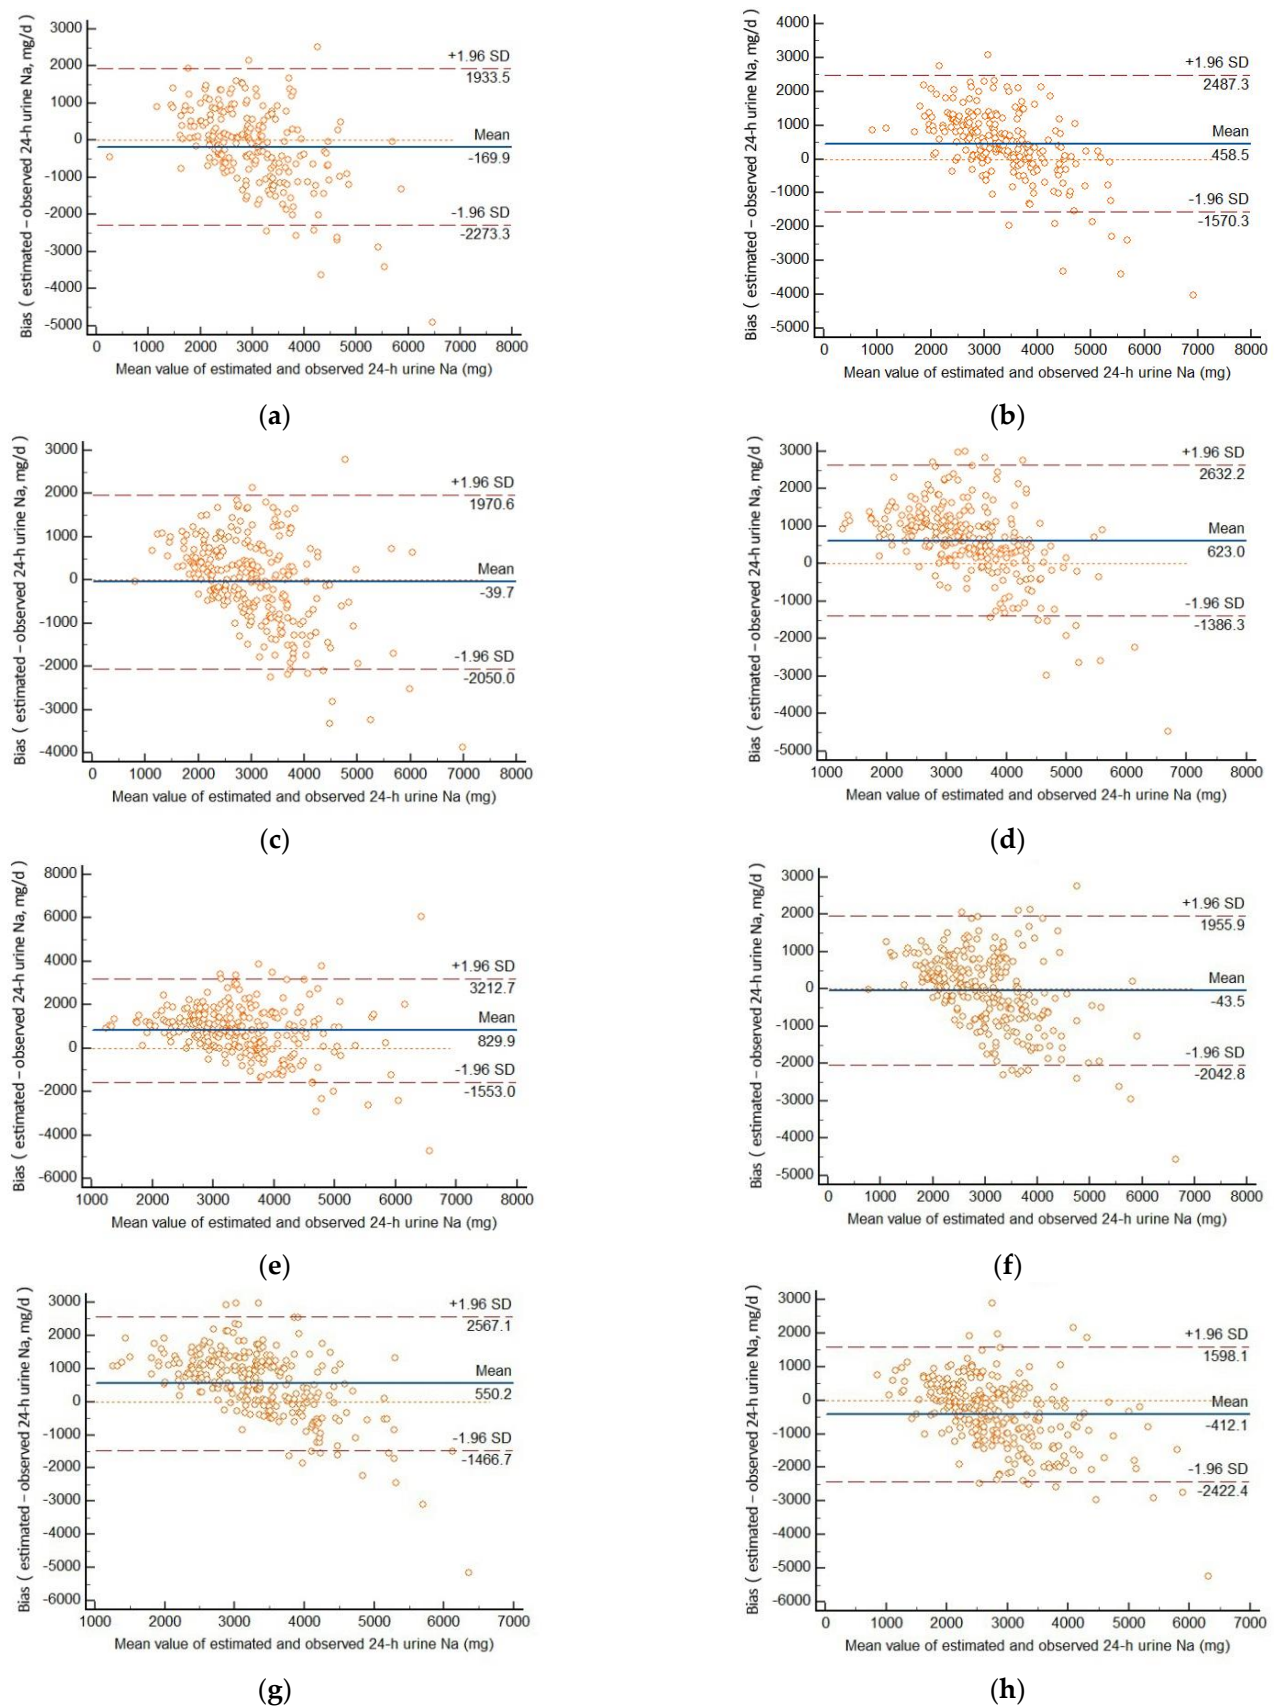 Bias ( estimated – observed 24-h urine Na, mg/d )
3000
2000
1000
0
-1000
-2000
-3000
-4000
-5000
+1.96 SD
1933.5
Mean
-169.9
-1.96 SD
-2273.3
0 1000 2000 3000 4000 5000 6000 7000 8000
Mean value of estimated and observed 24-h urine Na (mg)
(a)
Bias ( estimated – observed 24-h urine Na, mg/d )
4000
3000
2000
1000
0
-1000
-2000
-3000
-4000
-5000
+1.96 SD
2487.3
Mean
458.5
-1.96 SD
-1570.3
0 1000 2000 3000 4000 5000 6000 7000 8000
Mean value of estimated and observed 24-h urine Na (mg)
(b)
Bias ( estimated – observed 24-h urine Na, mg/d )
3000
2000
1000
0
-1000
-2000
-3000
-4000
+1.96 SD
1970.6
Mean
-39.7
-1.96 SD
-2050.0
0 1000 2000 3000 4000 5000 6000 7000 8000
Mean value of estimated and observed 24-h urine Na (mg)
(c)
Bias ( estimated – observed 24-h urine Na, mg/d )
3000
2000
1000
0
-1000
-2000
-3000
-4000
-5000
+1.96 SD
2632.2
Mean
623.0
-1.96 SD
-1386.3
1000 2000 3000 4000 5000 6000 7000 8000
Mean value of estimated and observed 24-h urine Na (mg)
(d)
Bias ( estimated – observed 24-h urine Na, mg/d )
8000
6000
4000
2000
0
-2000
-4000
-6000
+1.96 SD
3212.7
Mean
829.9
-1.96 SD
-1553.0
1000 2000 3000 4000 5000 6000 7000 8000
Mean value of estimated and observed 24-h urine Na (mg)
(e)
Bias ( estimated – observed 24-h urine Na, mg/d )
3000
2000
1000
0
-1000
-2000
-3000
-4000
-5000
+1.96 SD
1955.9
Mean
-43.5
-1.96 SD
-2042.8
0 1000 2000 3000 4000 5000 6000 7000 8000
Mean value of estimated and observed 24-h urine Na (mg)
(f)
Bias ( estimated – observed 24-h urine Na, mg/d )
3000
2000
1000
0
-1000
-2000
-3000
-4000
-5000
-6000
+1.96 SD
2567.1
Mean
550.2
-1.96 SD
-1466.7
1000 2000 3000 4000 5000 6000 7000
Mean value of estimated and observed 24-h urine Na (mg)
(g)
Bias ( estimated – observed 24-h urine Na, mg/d )
3000
2000
1000
0
-1000
-2000
-3000
-4000
-5000
-6000
+1.96 SD
1598.1
Mean
-412.1
-1.96 SD
-2422.4
0 1000 2000 3000 4000 5000 6000 7000
Mean value of estimated and observed 24-h urine Na (mg)
(h)